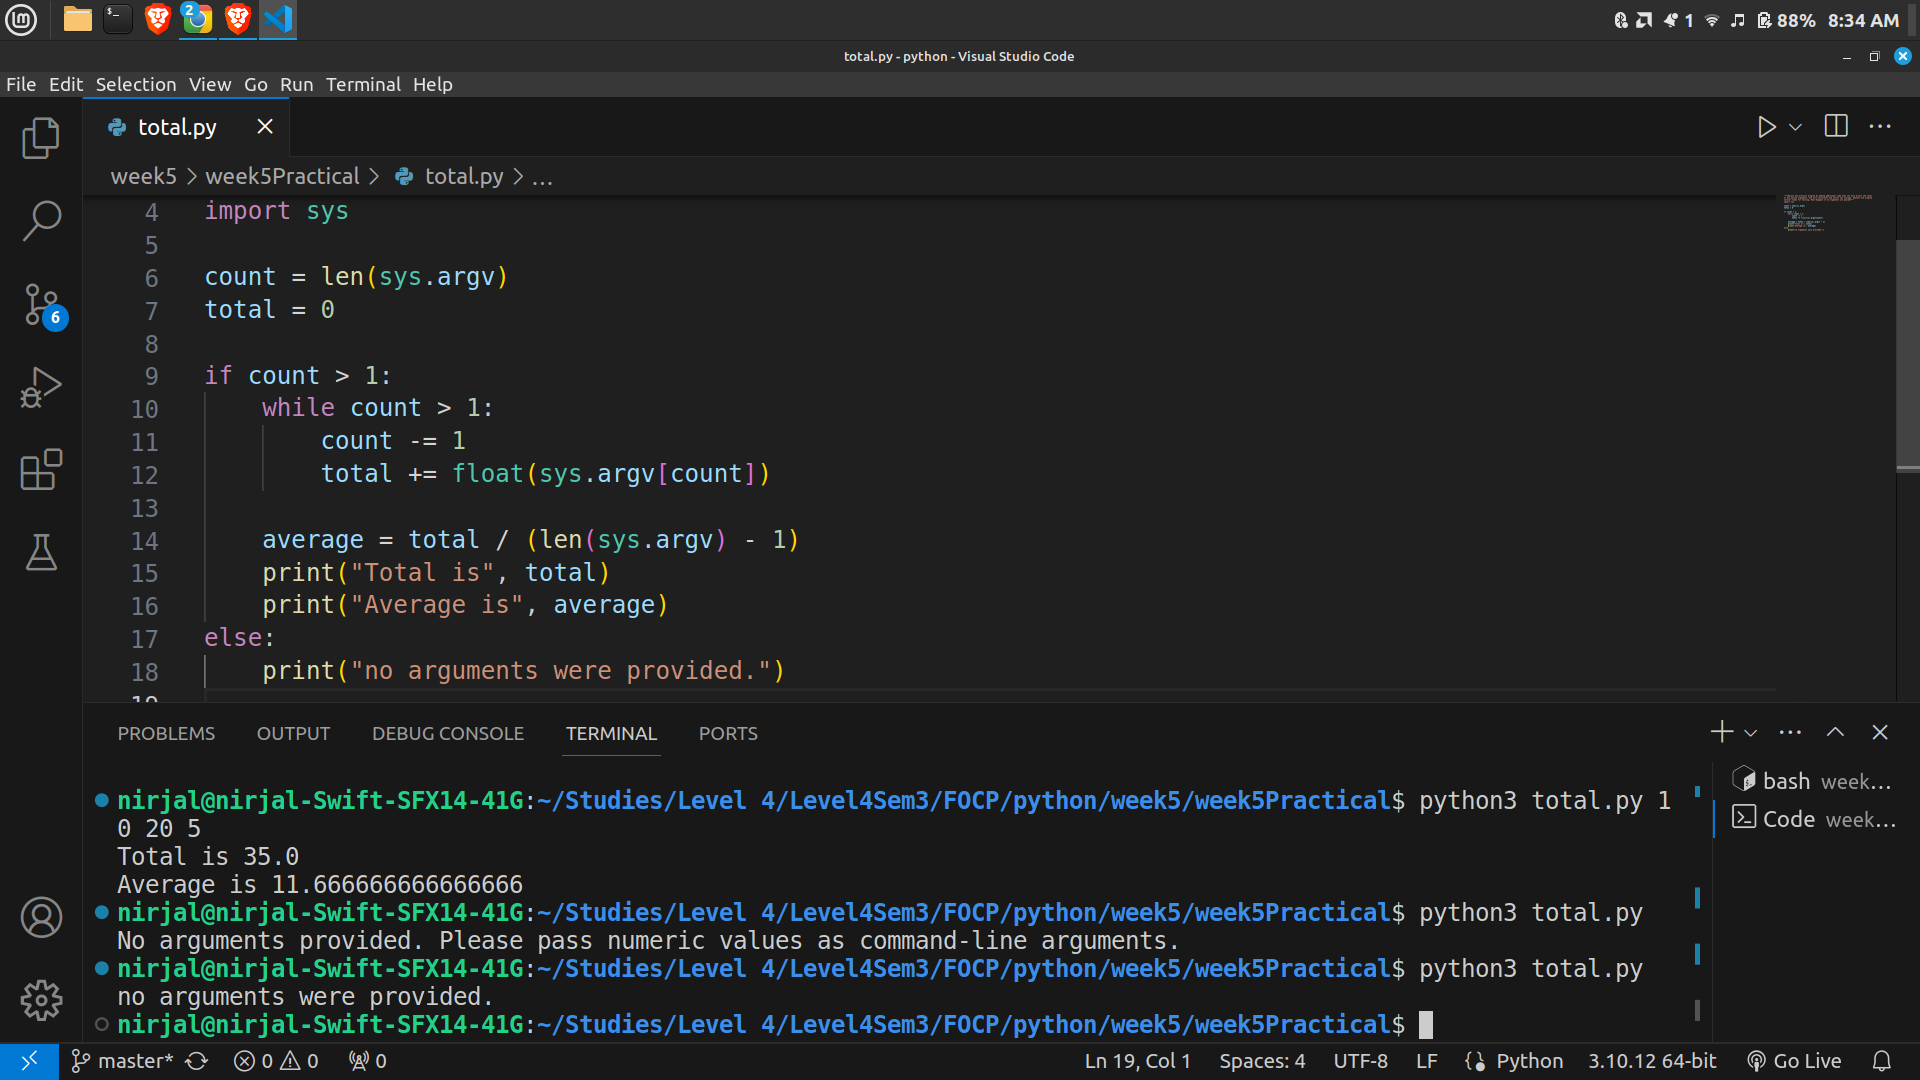 2
1
88%
8:34 AM
total.py - python - Visual Studio Code
File Edit Selection View Go Run Terminal Help
total.py
week5 > week5Practical > total.py > ...
4 import sys
5
6 count = len(sys.argv)
7 total = 0
8
9 if count > 1:
10 while count > 1:
11 count -= 1
12 total += float(sys.argv[count])
13
14 average = total / (len(sys.argv) - 1)
15 print("Total is", total)
16 print("Average is", average)
17 else:
18 print("no arguments were provided.")
19
6
PROBLEMS OUTPUT DEBUG CONSOLE TERMINAL PORTS
nirjal@nirjal-Swift-SFX14-41G:~/Studies/Level 4/Level4Sem3/FOCP/python/week5/week5Practical$ python3 total.py 1
0 20 5
Total is 35.0
Average is 11.666666666666666
nirjal@nirjal-Swift-SFX14-41G:~/Studies/Level 4/Level4Sem3/FOCP/python/week5/week5Practical$ python3 total.py
No arguments provided. Please pass numeric values as command-line arguments.
nirjal@nirjal-Swift-SFX14-41G:~/Studies/Level 4/Level4Sem3/FOCP/python/week5/week5Practical$ python3 total.py
no arguments were provided.
nirjal@nirjal-Swift-SFX14-41G:~/Studies/Level 4/Level4Sem3/FOCP/python/week5/week5Practical$
bash week...
Code week...
master* 0 0 0 Ln 19, Col 1 Spaces: 4 UTF-8 LF Python 3.10.12 64-bit Go Live